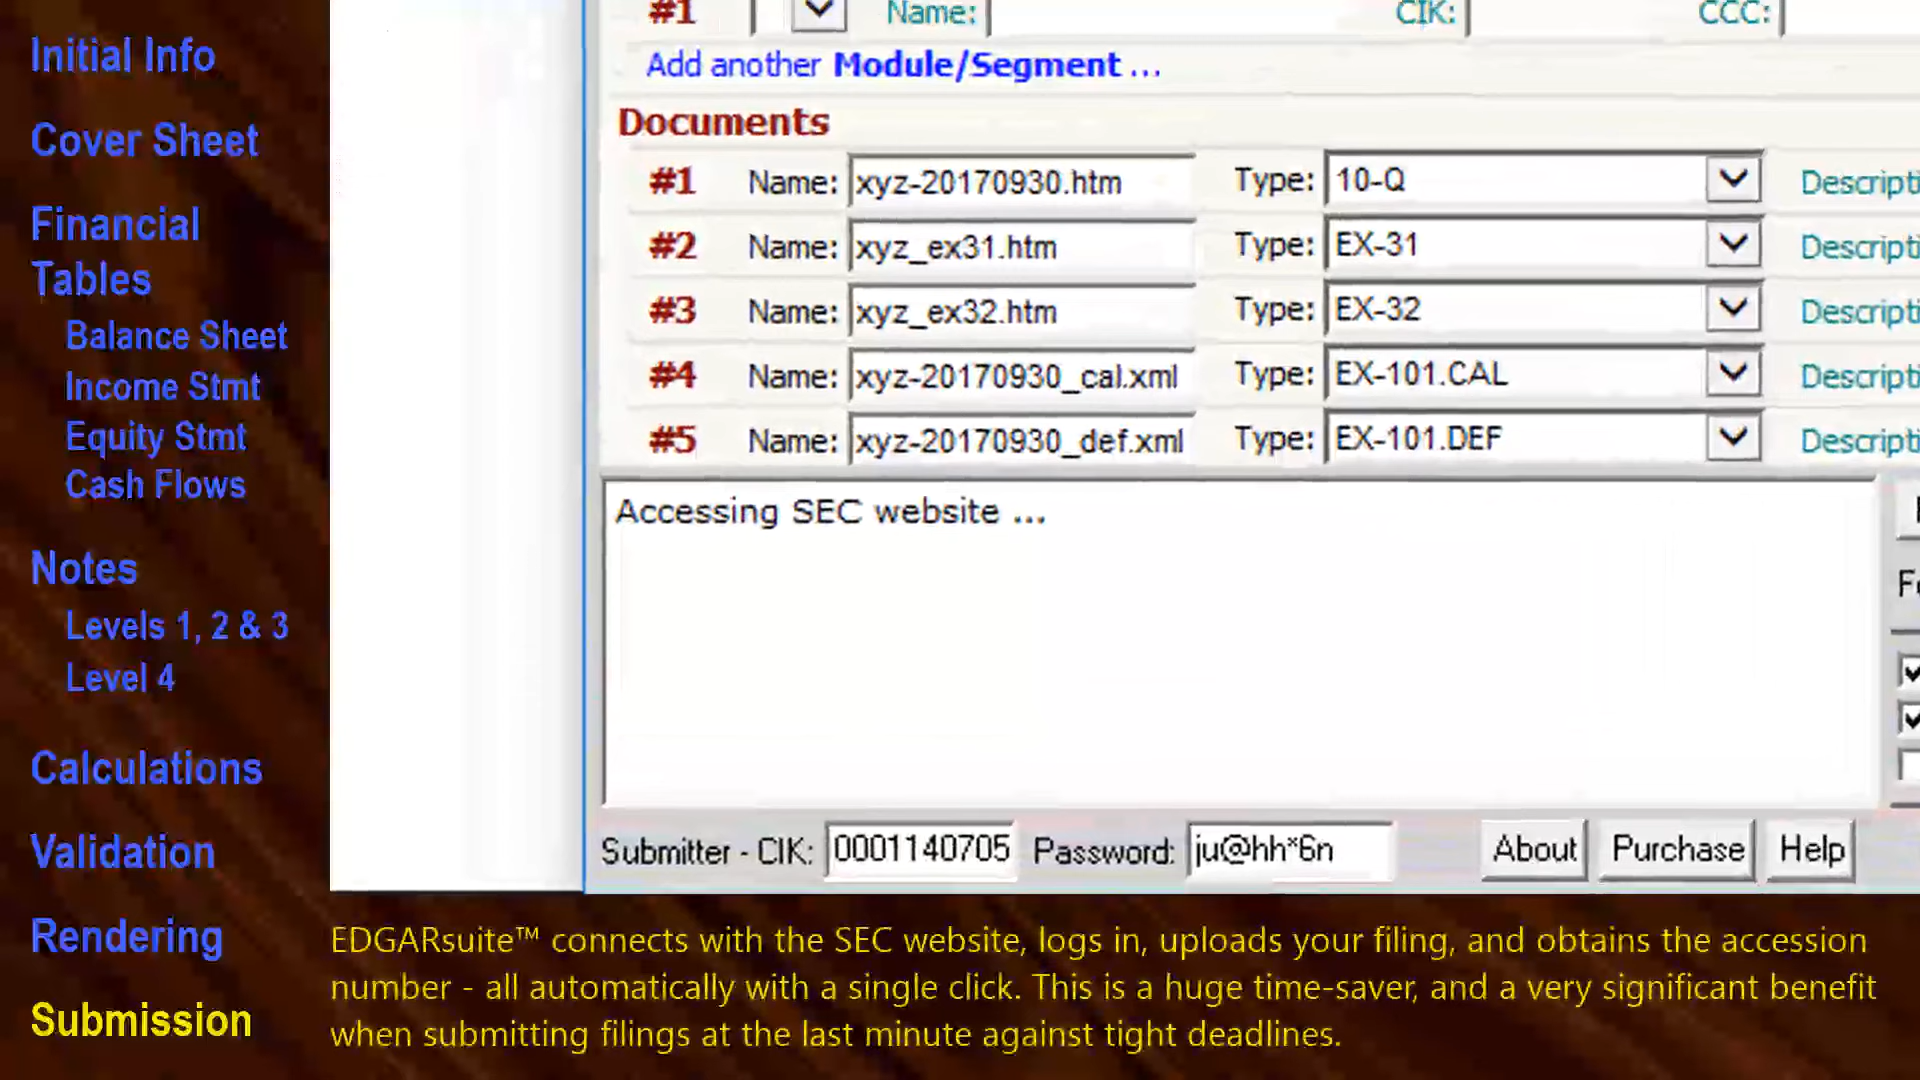 Initial Info
Cover Sheet
Financial
Tables
Balance Sheet
Income Stmt
Equity Stmt
Cash Flows
Notes
Levels 1, 2 & 3
Level 4
Calculations
Validation
Rendering
Submission
#1 Name: CIK: CCC:
Add another Module/Segment ...
Documents
#1 Name: xyz-20170930.htm Type: 10-Q Descripti
#2 Name: xyz_ex31.htm Type: EX-31 Descripti
#3 Name: xyz_ex32.htm Type: EX-32 Descripti
#4 Name: xyz-20170930_cal.xml Type: EX-101.CAL Descripti
#5 Name: xyz-20170930_def.xml Type: EX-101.DEF Descripti
Accessing SEC website ...
Submitter - CIK: 0001140705 Password: ju@hh*6n About Purchase Help
EDGARsuite™ connects with the SEC website, logs in, uploads your filing, and obtains the accession
number - all automatically with a single click. This is a huge time-saver, and a very significant benefit
when submitting filings at the last minute against tight deadlines.